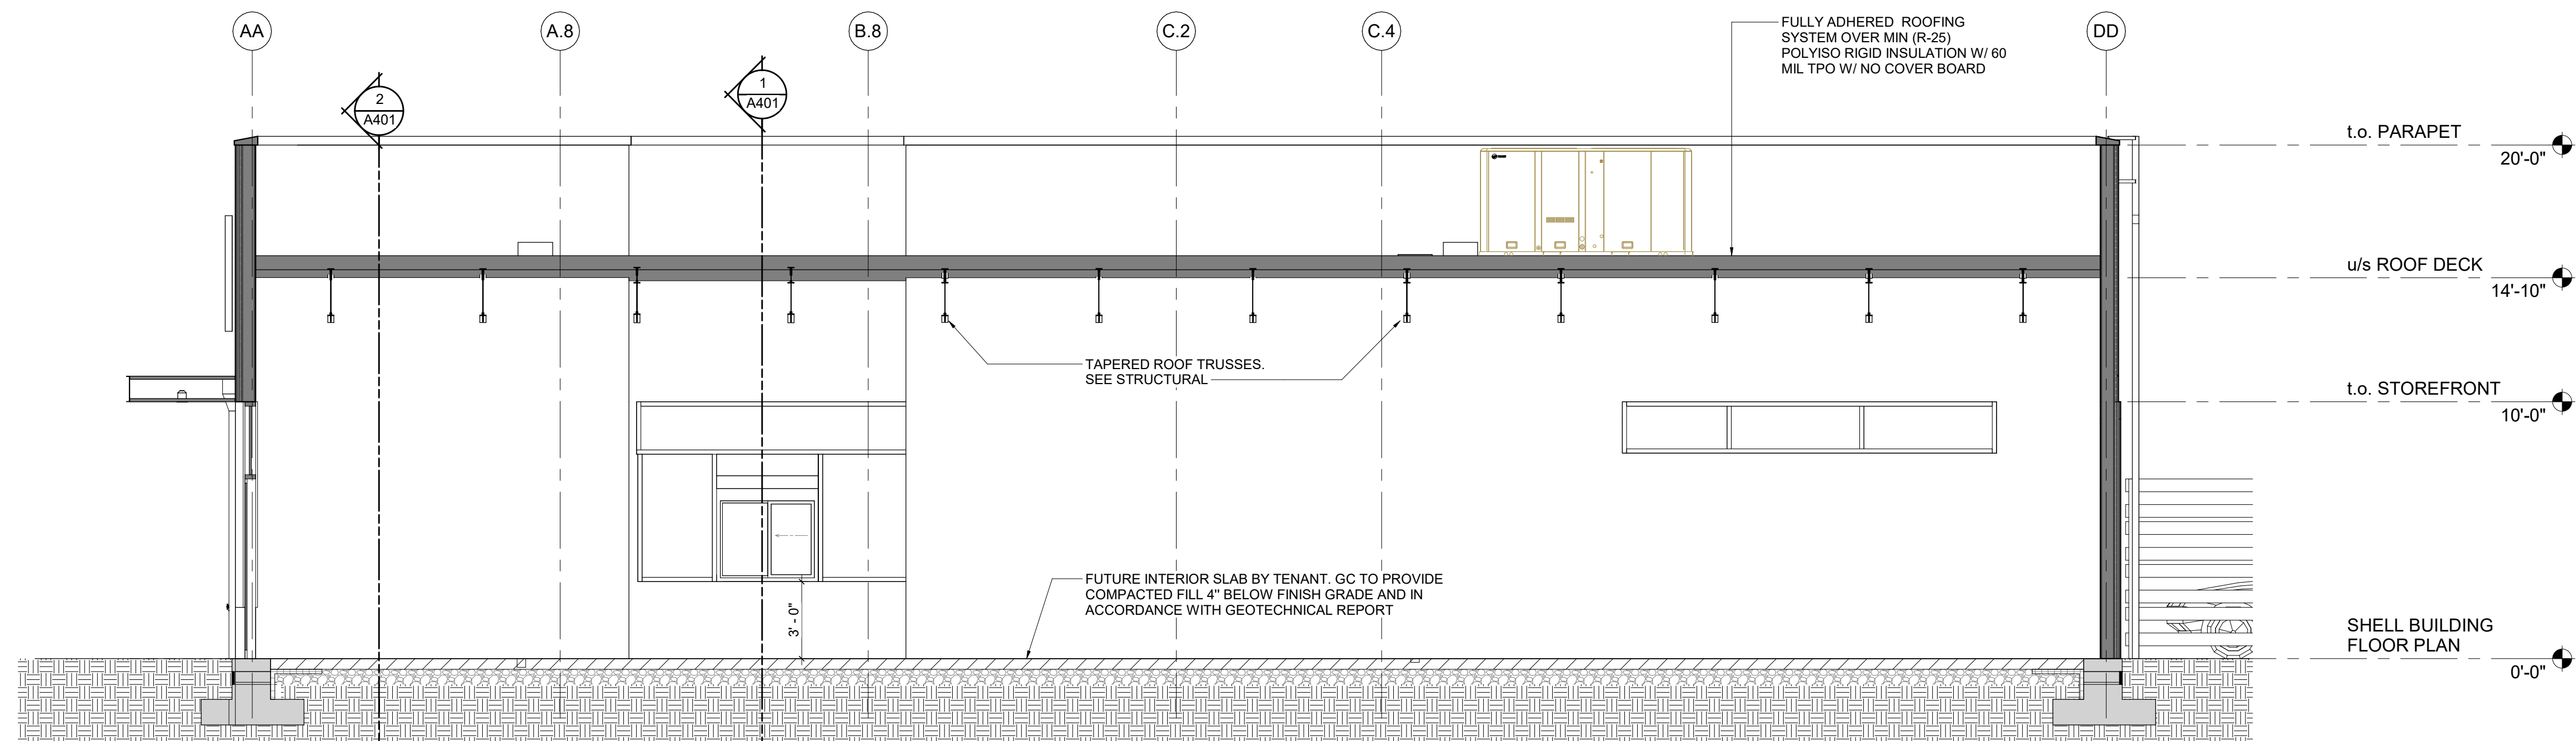 AA
A.8
B.8
C.2
C.4
DD
2
A401
1
A401
FULLY ADHERED ROOFING
SYSTEM OVER MIN (R-25)
POLYISO RIGID INSULATION W/ 60
MIL TPO W/ NO COVER BOARD
t.o. PARAPET
20'-0"
u/s ROOF DECK
14'-10"
TAPERED ROOF TRUSSES.
SEE STRUCTURAL
t.o. STOREFRONT
10'-0"
3' - 0"
FUTURE INTERIOR SLAB BY TENANT. GC TO PROVIDE
COMPACTED FILL 4" BELOW FINISH GRADE AND IN
ACCORDANCE WITH GEOTECHNICAL REPORT
SHELL BUILDING
FLOOR PLAN
0'-0"